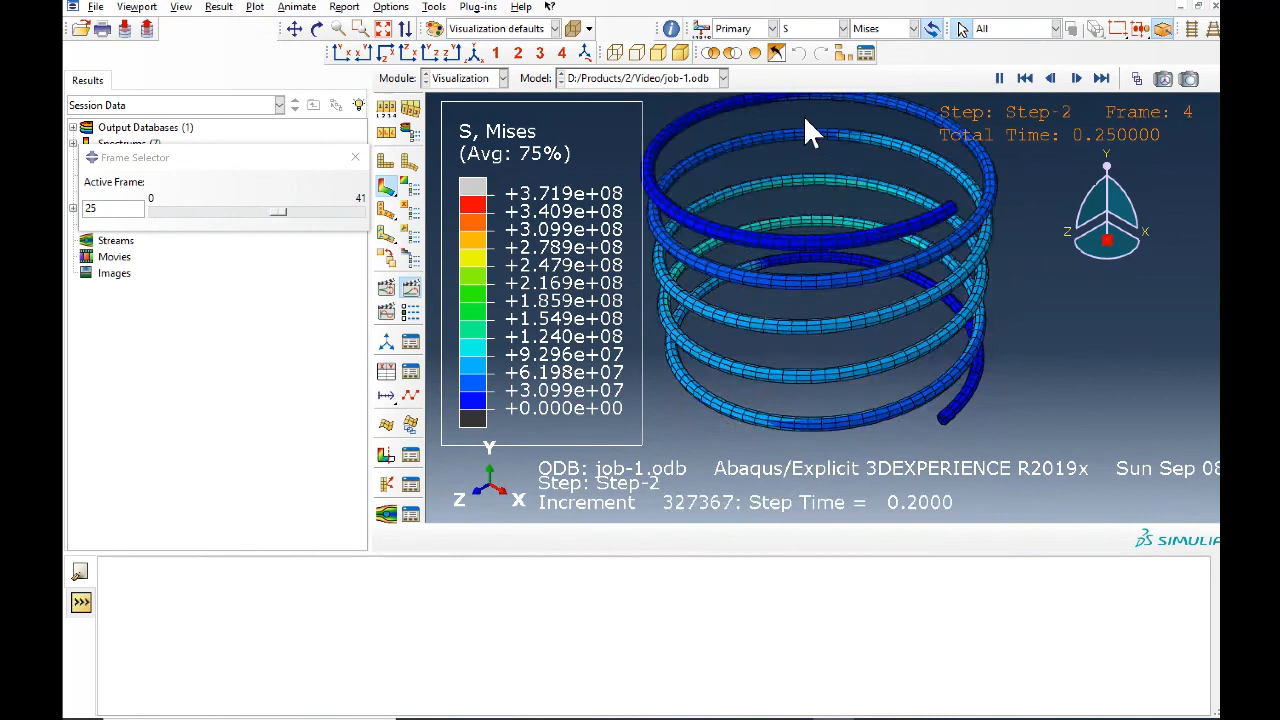 File Viewport View Result Plot Animate Report Options Tools Plug-ins Help
Visualization defaults Primary S Mises All
1 2 3 4
Results Module: Visualization Model: D:/Products/2/Video/job-1.odb
Session Data
Output Databases (1)
Spectrums (7)
Frame Selector
Active Frame:
0 41
25
Streams
Movies
Images
S, Mises
(Avg: 75%)
+3.719e+08
+3.409e+08
+3.099e+08
+2.789e+08
+2.479e+08
+2.169e+08
+1.859e+08
+1.549e+08
+1.240e+08
+9.296e+07
+6.198e+07
+3.099e+07
+0.000e+00
Step: Step-2 Frame: 4
Total Time: 0.250000
Y
Z X
Y
Z X
ODB: job-1.odb Abaqus/Explicit 3DEXPERIENCE R2019x Sun Sep 08
Step: Step-2
Increment 327367: Step Time = 0.2000
SIMULIA
>>>